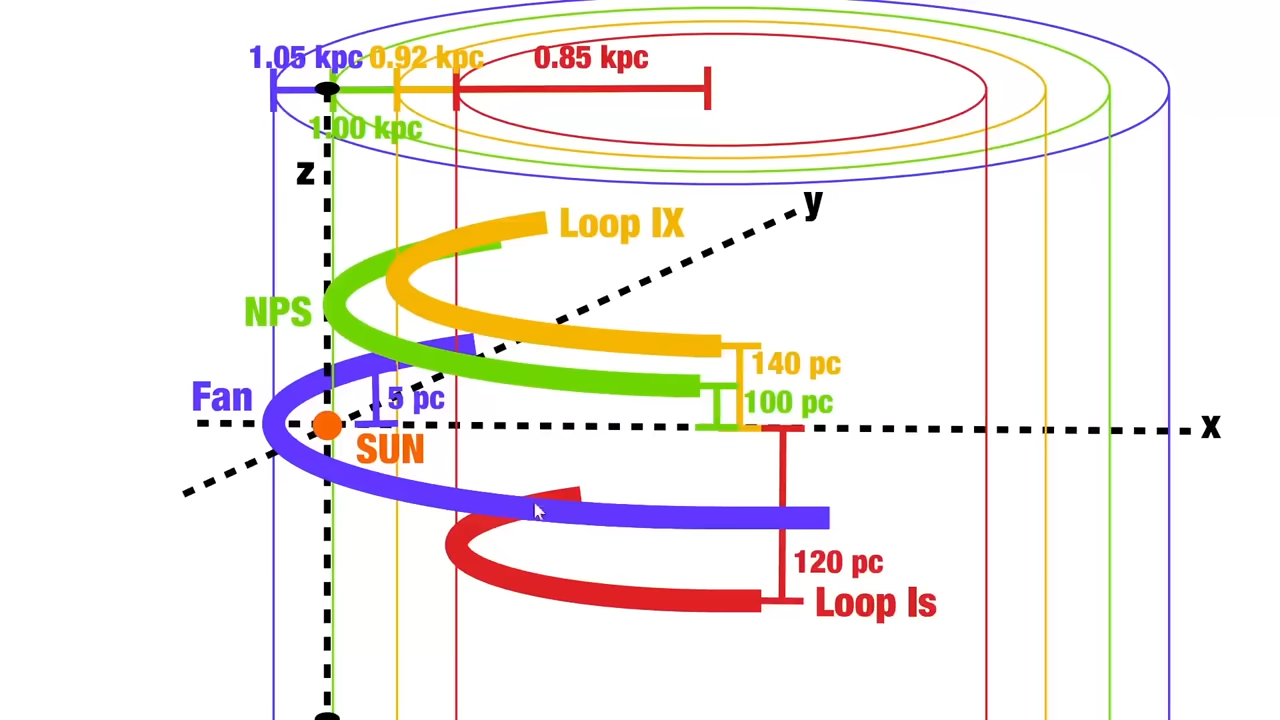 1.05 kpc
0.92 kpc
0.85 kpc
1.00 kpc
z
y
Loop IX
NPS
140 pc
Fan
5 pc
100 pc
x
SUN
120 pc
Loop Is